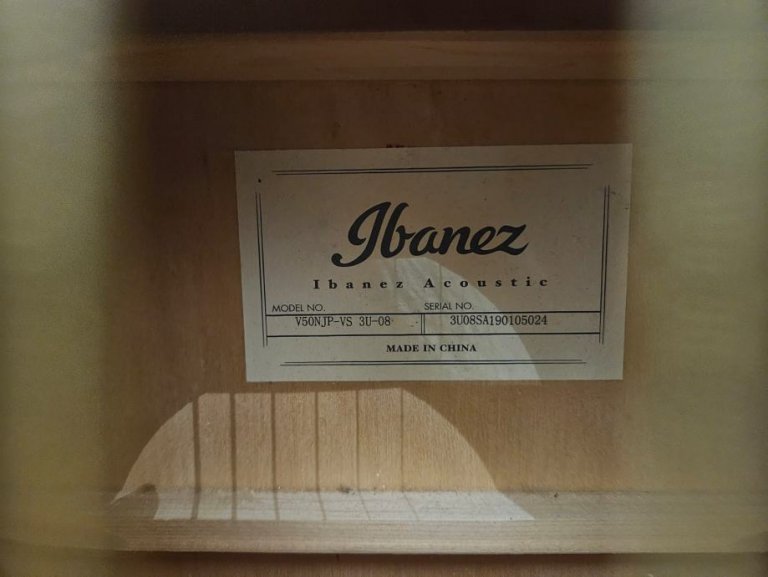 Ibanez
Ibanez Acoustic
MODEL NO. SERIAL NO.
V50NJP-VS 3U-08 3U08SA190105024
MADE IN CHINA